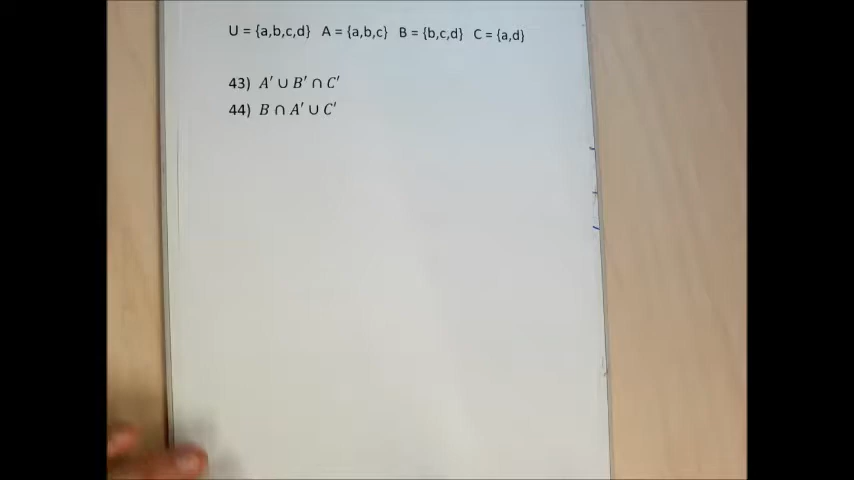 U = {a,b,c,d} A = {a,b,c} B = {b,c,d} C = {a,d}
43) A′ ∪ B′ ∩ C′
44) B ∩ A′ ∪ C′